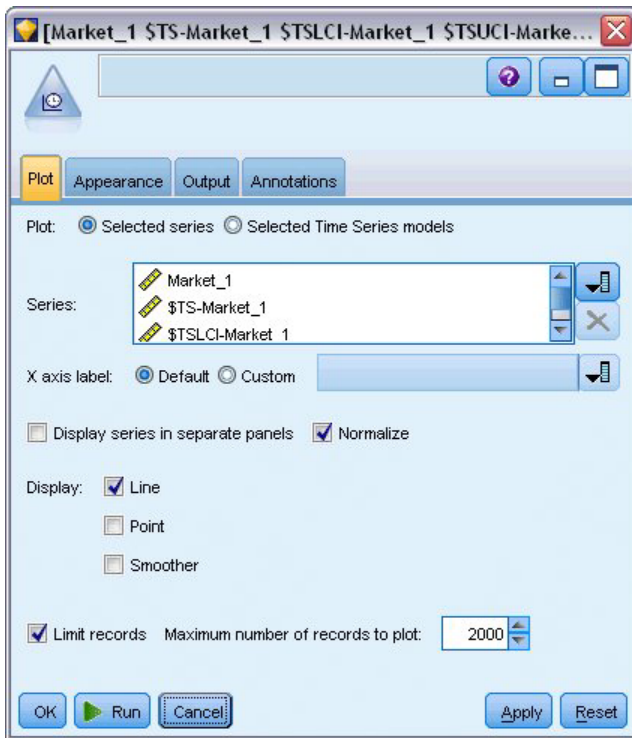 [Market_1 $TS-Market_1 $TSLCI-Market_1 $TSUCI-Marke...
Plot Appearance Output Annotations
Plot: Selected series Selected Time Series models
Series:
Market_1
$TS-Market_1
$TSLCI-Market_1
X axis label: Default Custom
Display series in separate panels Normalize
Display: Line
Point
Smoother
Limit records Maximum number of records to plot: 2000
OK Run Cancel Apply Reset